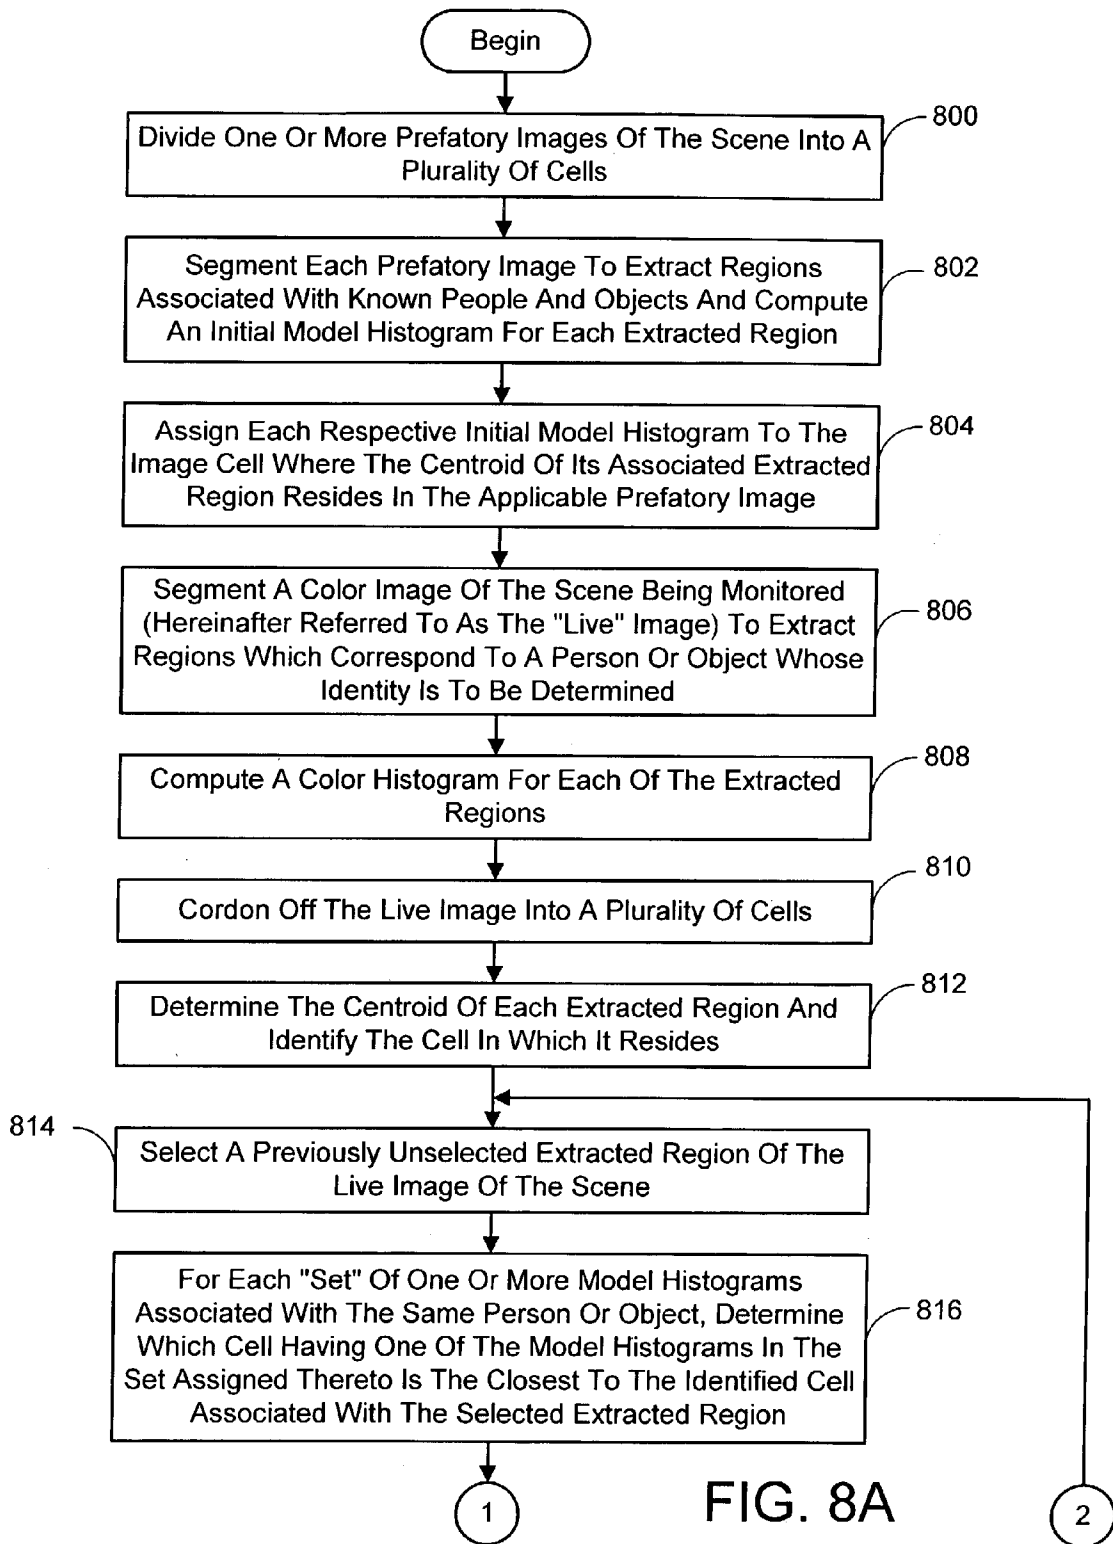 Begin
Divide One Or More Prefatory Images Of The Scene Into A
Plurality Of Cells
800
Segment Each Prefatory Image To Extract Regions
Associated With Known People And Objects And Compute
An Initial Model Histogram For Each Extracted Region
802
Assign Each Respective Initial Model Histogram To The
Image Cell Where The Centroid Of Its Associated Extracted
Region Resides In The Applicable Prefatory Image
804
Segment A Color Image Of The Scene Being Monitored
(Hereinafter Referred To As The "Live" Image) To Extract
Regions Which Correspond To A Person Or Object Whose
Identity Is To Be Determined
806
Compute A Color Histogram For Each Of The Extracted
Regions
808
Cordon Off The Live Image Into A Plurality Of Cells
810
Determine The Centroid Of Each Extracted Region And
Identify The Cell In Which It Resides
812
814
Select A Previously Unselected Extracted Region Of The
Live Image Of The Scene
For Each "Set" Of One Or More Model Histograms
Associated With The Same Person Or Object, Determine
Which Cell Having One Of The Model Histograms In The
Set Assigned Thereto Is The Closest To The Identified Cell
Associated With The Selected Extracted Region
816
1
FIG. 8A
2